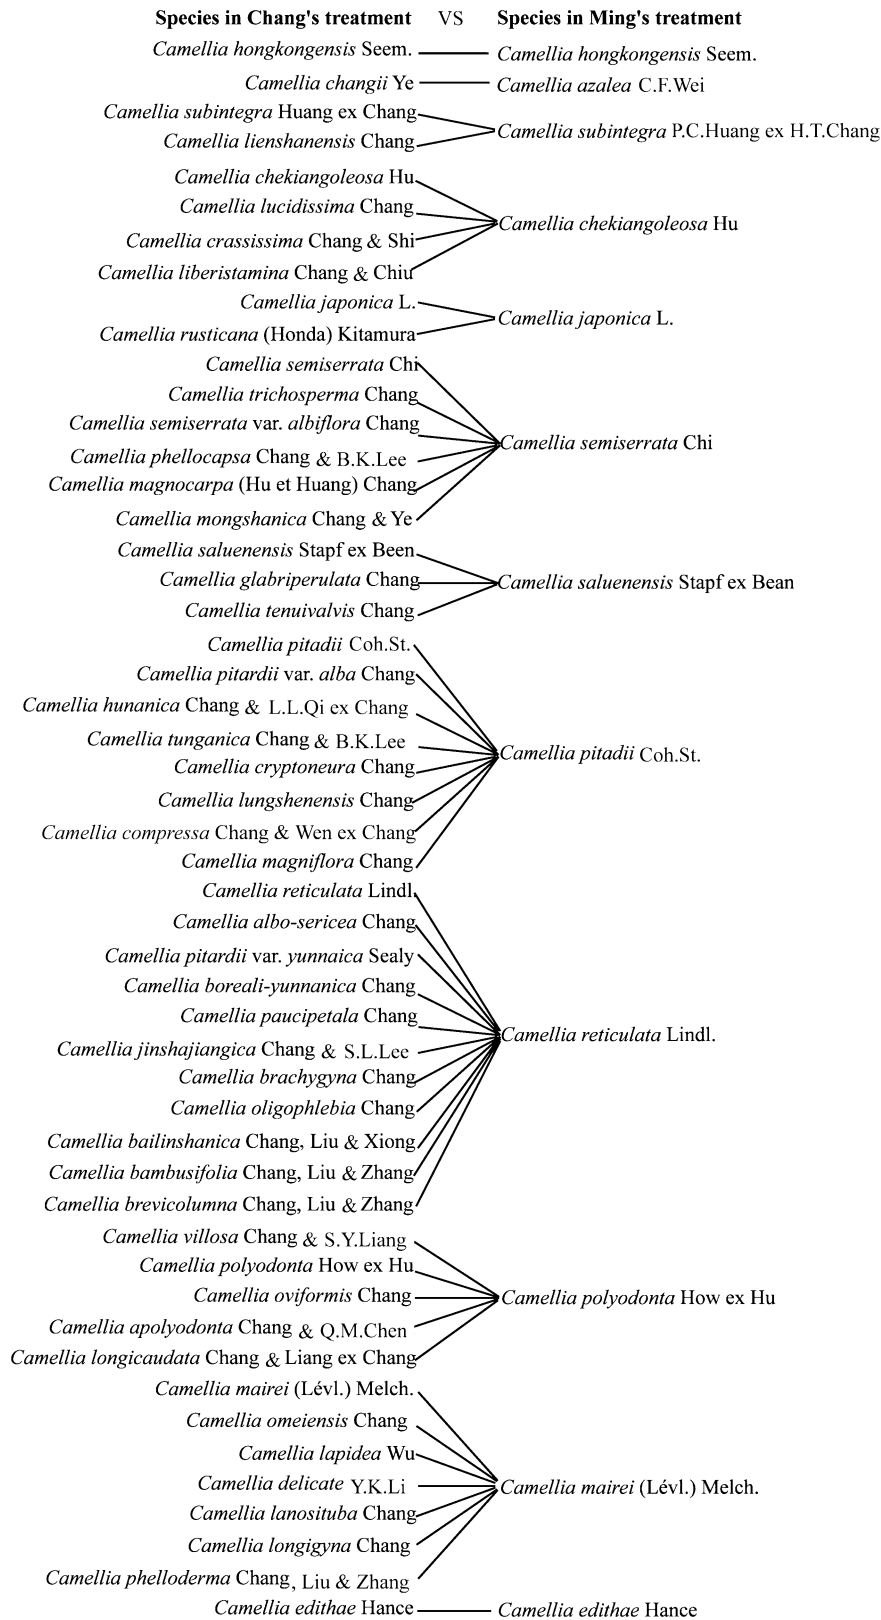 Species in Chang's treatment VS Species in Ming's treatment
Camellia hongkongensis Seem. Camellia hongkongensis Seem.
Camellia changii Ye Camellia azalea C.F.Wei
Camellia subintegra Huang ex Chang
Camellia subintegra P.C.Huang ex H.T.Chang
Camellia lienshanensis Chang
Camellia chekiangoleosa Hu
Camellia lucidissima Chang
Camellia chekiangoleosa Hu
Camellia crassissima Chang & Shi
Camellia liberistamina Chang & Chiu
Camellia japonica L.
Camellia japonica L.
Camellia rusticana (Honda) Kitamura
Camellia semiserrata Chi
Camellia trichosperma Chang
Camellia semiserrata var. albiflora Chang
Camellia semiserrata Chi
Camellia phellocapsa Chang & B.K.Lee
Camellia magnocarpa (Hu et Huang) Chang
Camellia mongshanica Chang & Ye
Camellia saluenensis Stapf ex Been
Camellia glabriperulata Chang Camellia saluenensis Stapf ex Bean
Camellia tenuivalvis Chang
Camellia pitadii Coh.St.
Camellia pitardii var. alba Chang
Camellia hunanica Chang & L.L.Qi ex Chang
Camellia tunganica Chang & B.K.Lee
Camellia pitadii Coh.St.
Camellia cryptoneura Chang
Camellia lungshenensis Chang
Camellia compressa Chang & Wen ex Chang
Camellia magniflora Chang
Camellia reticulata Lindl.
Camellia albo-sericea Chang
Camellia pitardii var. yunnaica Sealy
Camellia boreali-yunnanica Chang
Camellia paucipetala Chang
Camellia reticulata Lindl.
Camellia jinshajiangica Chang & S.L.Lee
Camellia brachygyna Chang
Camellia oligophlebia Chang
Camellia bailinshanica Chang, Liu & Xiong
Camellia bambusifolia Chang, Liu & Zhang
Camellia brevicolumna Chang, Liu & Zhang
Camellia villosa Chang & S.Y.Liang
Camellia polyodonta How ex Hu
Camellia oviformis Chang Camellia polyodonta How ex Hu
Camellia apolyodonta Chang & Q.M.Chen
Camellia longicaudata Chang & Liang ex Chang
Camellia mairei (Lévl.) Melch.
Camellia omeiensis Chang
Camellia lapidea Wu
Camellia delicate Y.K.Li Camellia mairei (Lévl.) Melch.
Camellia lanosituba Chang
Camellia longigyna Chang
Camellia phelloderma Chang, Liu & Zhang
Camellia edithae Hance Camellia edithae Hance